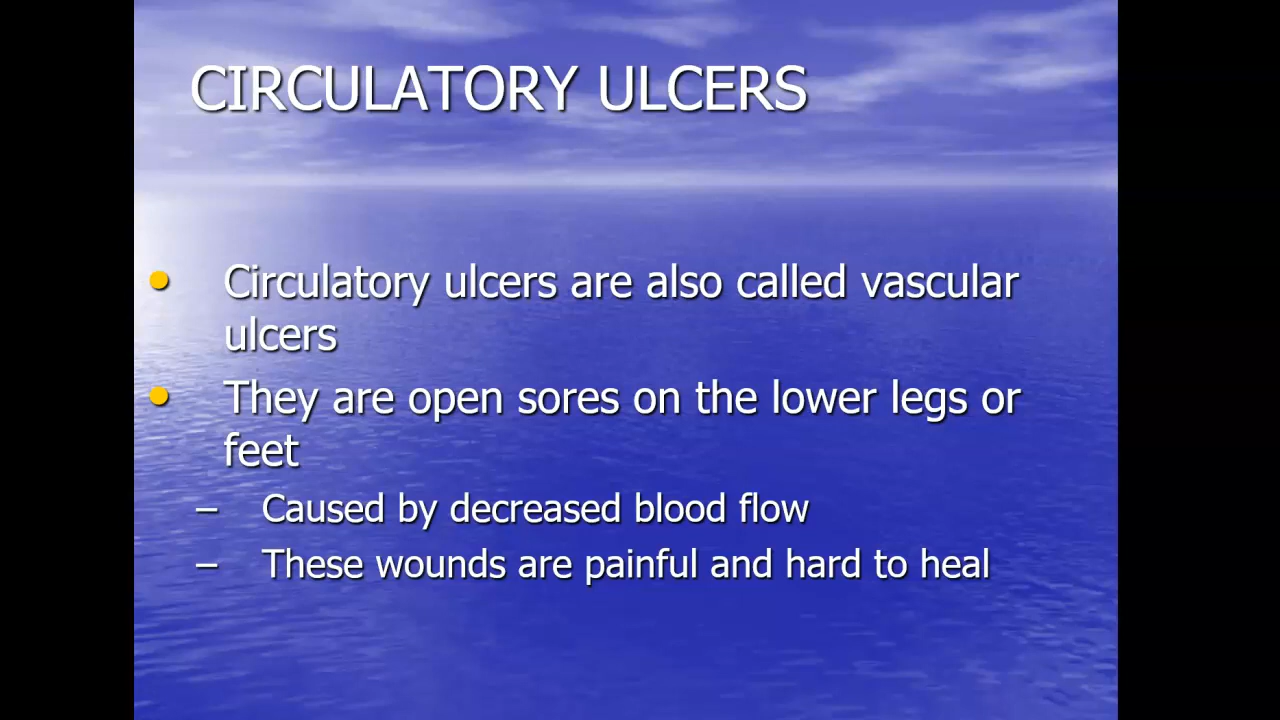 CIRCULATORY ULCERS
• Circulatory ulcers are also called vascular
ulcers
• They are open sores on the lower legs or
feet
– Caused by decreased blood flow
– These wounds are painful and hard to heal